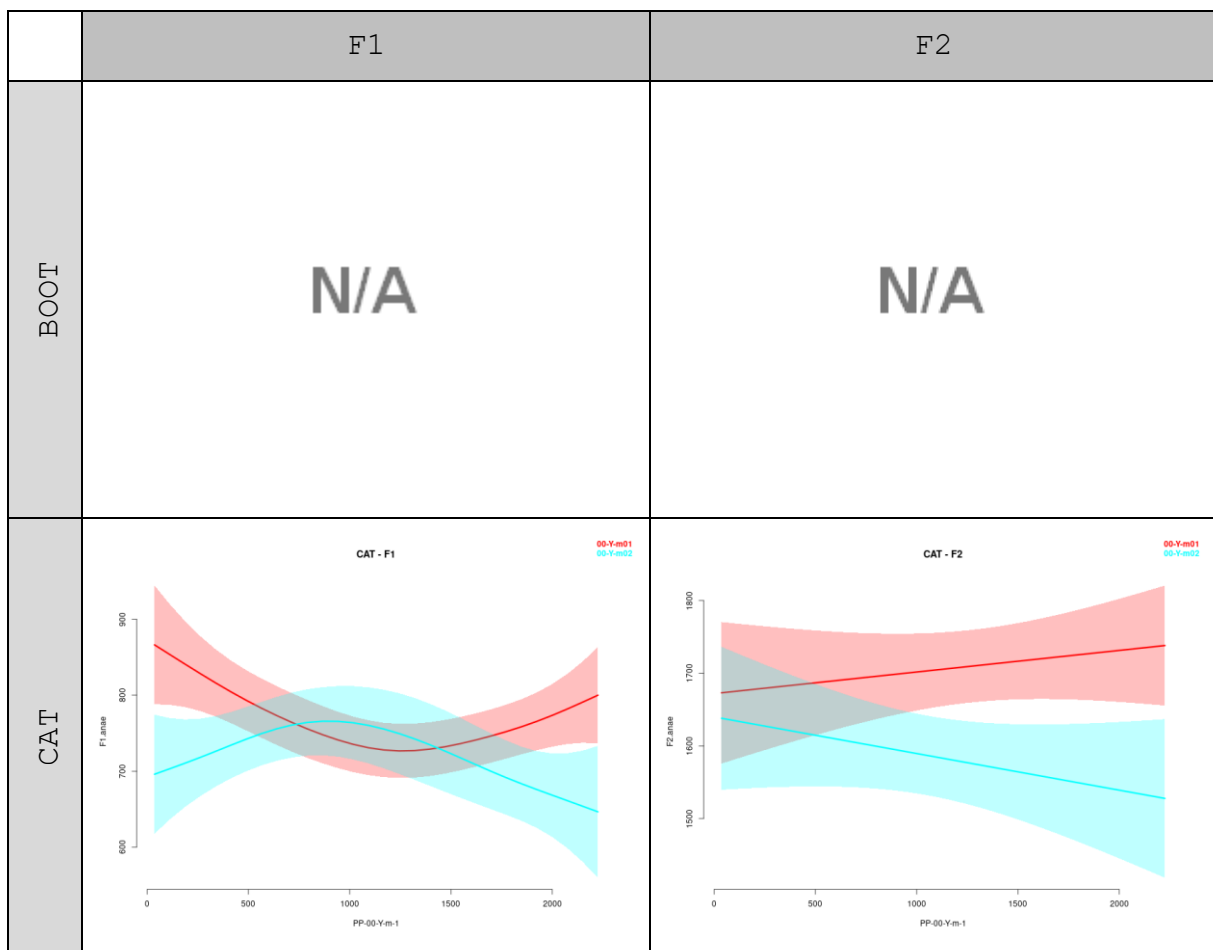 F1 F2
BOOT
N/A N/A
CAT
CAT - F1
00-Y-m01
00-Y-m02
F1.anae
900
800
700
600
0 500 1000 1500 2000
PP-00-Y-m-1
CAT - F2
00-Y-m01
00-Y-m02
F2.anae
1800
1700
1600
1500
0 500 1000 1500 2000
PP-00-Y-m-1